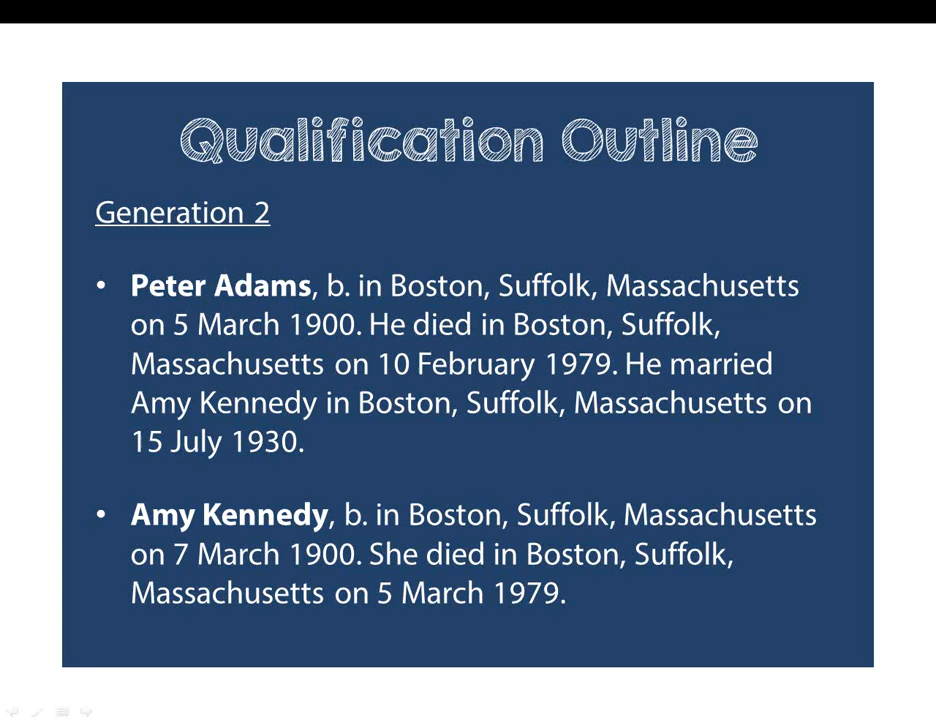 Qualification Outline
Generation 2
• Peter Adams, b. in Boston, Suffolk, Massachusetts
on 5 March 1900. He died in Boston, Suffolk,
Massachusetts on 10 February 1979. He married
Amy Kennedy in Boston, Suffolk, Massachusetts on
15 July 1930.
• Amy Kennedy, b. in Boston, Suffolk, Massachusetts
on 7 March 1900. She died in Boston, Suffolk,
Massachusetts on 5 March 1979.